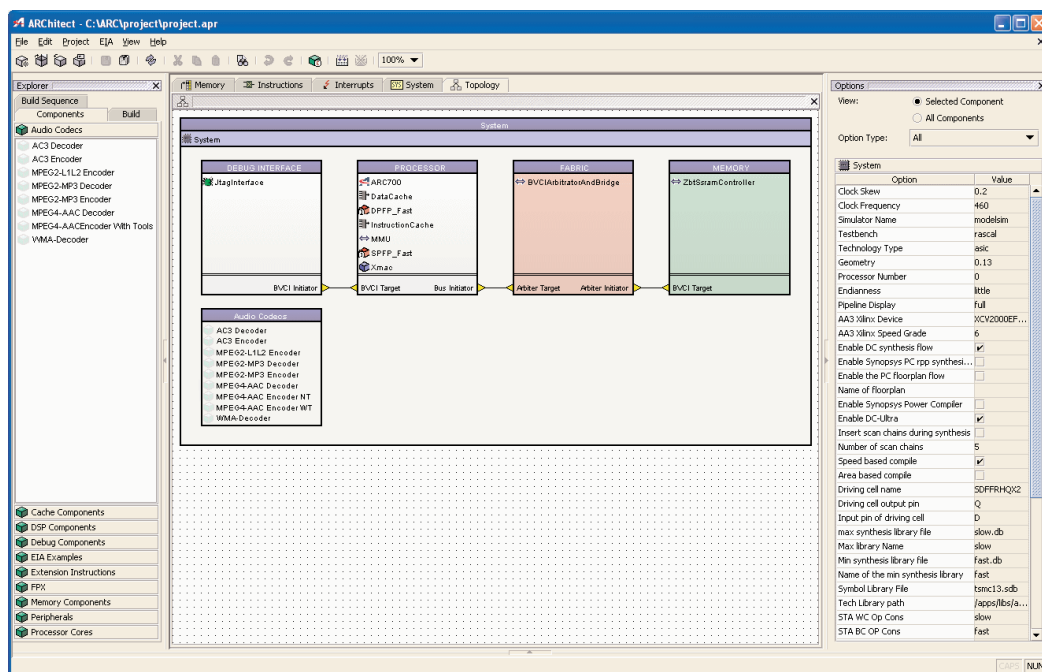 ARChitect - C:\ARC\project\project.apr
File Edit Project EIA View Help
100%
Explorer
Build Sequence
Components Build
Audio Codecs
AC3 Decoder
AC3 Encoder
MPEG2-L1L2 Encoder
MPEG2-MP3 Decoder
MPEG2-MP3 Encoder
MPEG4-AAC Decoder
MPEG4-AACEncoder With Tools
WMA-Decoder
Cache Components
DSP Components
Debug Components
EIA Examples
Extension Instructions
FPX
Memory Components
Peripherals
Processor Cores
Memory Instructions Interrupts System Topology
System
System
DEBUG INTERFACE
JtagInterface
BVCI Initiator
PROCESSOR
ARC700
DataCache
DPFP_Fast
InstructionCache
MMU
SPFP_Fast
Xmac
BVCI Target Bus Initiator
FABRIC
BVCIArbitratorAndBridge
Arbiter Target Arbiter Initiator
MEMORY
ZbtSsramController
BVCI Target
Audio Codecs
AC3 Decoder
AC3 Encoder
MPEG2-L1L2 Encoder
MPEG2-MP3 Decoder
MPEG2-MP3 Encoder
MPEG4-AAC Decoder
MPEG4-AAC Encoder NT
MPEG4-AAC Encoder WT
WMA-Decoder
Options
View: Selected Component
All Components
Option Type: All
System
Option Value
Clock Skew 0.2
Clock Frequency 460
Simulator Name modelsim
Testbench rascal
Technology Type asic
Geometry 0.13
Processor Number 0
Endianness little
Pipeline Display full
AA3 Xilinx Device XCV2000EF...
AA3 Xilinx Speed Grade 6
Enable DC synthesis flow
Enable Synopsys PC rpp synthesi...
Enable the PC floorplan flow
Name of floorplan
Enable Synopsys Power Compiler
Enable DC-Ultra
Insert scan chains during synthesis
Number of scan chains 5
Speed based compile
Area based compile
Driving cell name SDFFRHQX2
Driving cell output pin Q
Input pin of driving cell D
max synthesis library file slow.db
Max library Name slow
Min synthesis library file fast.db
Name of the min synthesis library fast
Symbol Library File tsmc13.sdb
Tech Library path /apps/libs/a...
STA WC Op Cons slow
STA BC OP Cons fast
CAPS NUM